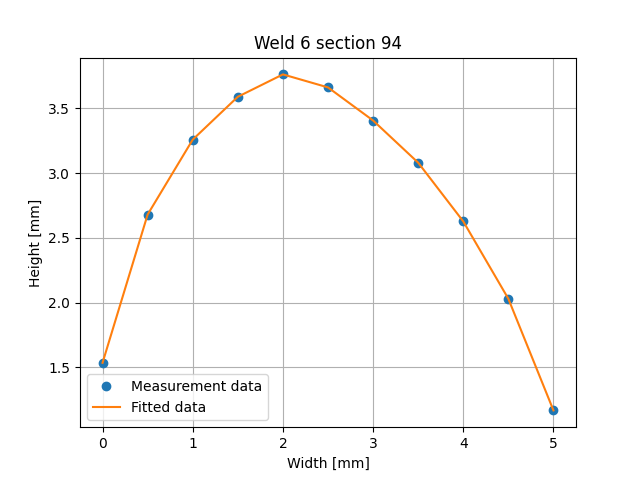 Weld 6 section 94
Height [mm]
3.5
3.0
2.5
2.0
1.5
Measurement data
Fitted data
0 1 2 3 4 5
Width [mm]